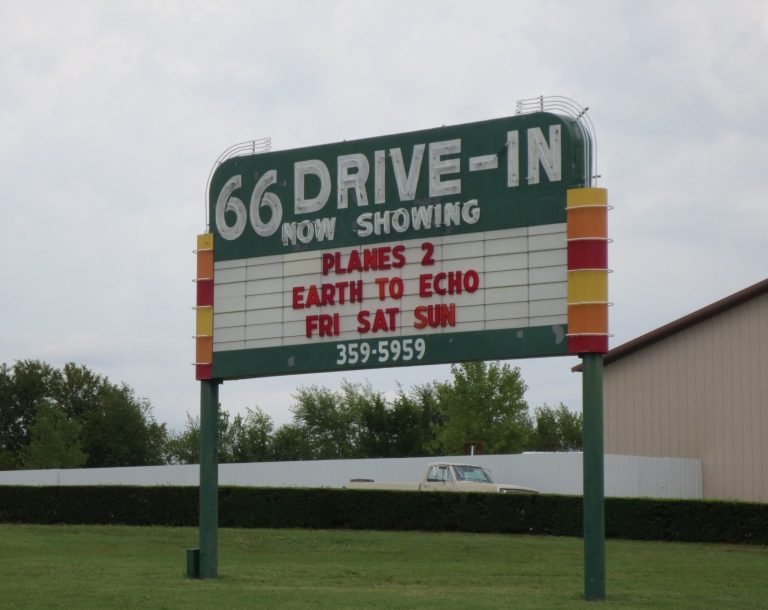 66 DRIVE-IN
NOW SHOWING
PLANES 2
EARTH TO ECHO
FRI SAT SUN
359-5959